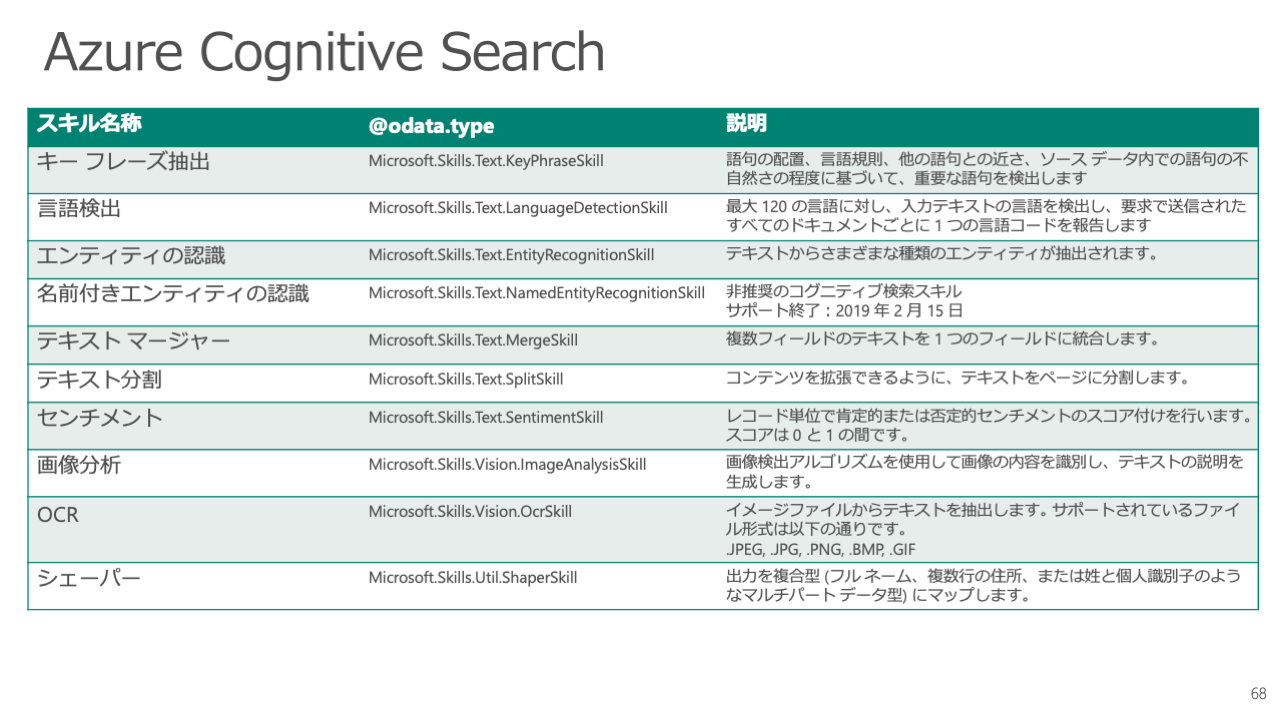 Azure Cognitive Search
スキル名称 @odata.type 説明
キー フレーズ抽出 Microsoft.Skills.Text.KeyPhraseSkill 語句の配置、言語規則、他の語句との近さ、ソース データ内での語句の不
自然さの程度に基づいて、重要な語句を検出します
言語検出 Microsoft.Skills.Text.LanguageDetectionSkill 最大 120 の言語に対し、入力テキストの言語を検出し、要求で送信された
すべてのドキュメントごとに 1 つの言語コードを報告します
エンティティの認識 Microsoft.Skills.Text.EntityRecognitionSkill テキストからさまざまな種類のエンティティが抽出されます。
名前付きエンティティの認識 Microsoft.Skills.Text.NamedEntityRecognitionSkill 非推奨のコグニティブ検索スキル
サポート終了：2019 年 2 月 15 日
テキスト マージャー Microsoft.Skills.Text.MergeSkill 複数フィールドのテキストを 1 つのフィールドに統合します。
テキスト分割 Microsoft.Skills.Text.SplitSkill コンテンツを拡張できるように、テキストをページに分割します。
センチメント Microsoft.Skills.Text.SentimentSkill レコード単位で肯定的または否定的センチメントのスコア付けを行います。
スコアは 0 と 1 の間です。
画像分析 Microsoft.Skills.Vision.ImageAnalysisSkill 画像検出アルゴリズムを使用して画像の内容を識別し、テキストの説明を
生成します。
OCR Microsoft.Skills.Vision.OcrSkill イメージファイルからテキストを抽出します。サポートされているファイ
ル形式は以下の通りです。
.JPEG, .JPG, .PNG, .BMP, .GIF
シェーパー Microsoft.Skills.Util.ShaperSkill 出力を複合型 (フル ネーム、複数行の住所、または姓と個人識別子のよう
なマルチパート データ型) にマップします。
68